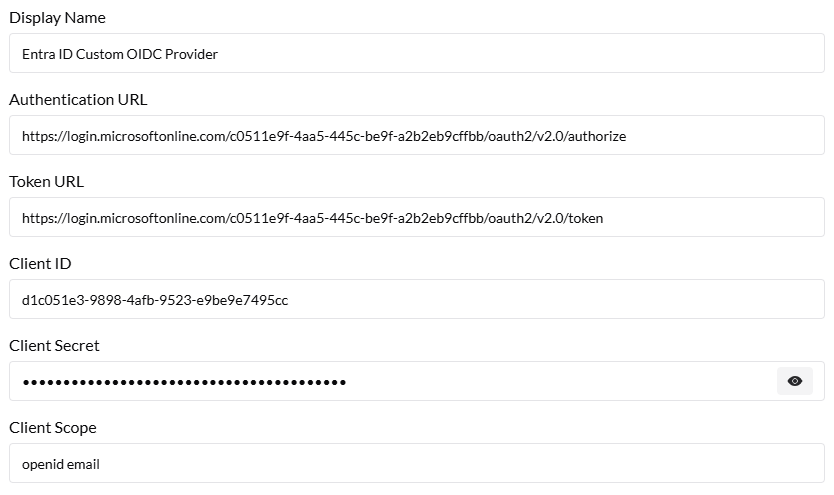 Display Name
Entra ID Custom OIDC Provider
Authentication URL
https://login.microsoftonline.com/c0511e9f-4aa5-445c-be9f-a2b2eb9cffbb/oauth2/v2.0/authorize
Token URL
https://login.microsoftonline.com/c0511e9f-4aa5-445c-be9f-a2b2eb9cffbb/oauth2/v2.0/token
Client ID
d1c051e3-9898-4afb-9523-e9be9e7495cc
Client Secret
••••••••••••••••••••••••••••••••••••••••
Client Scope
openid email